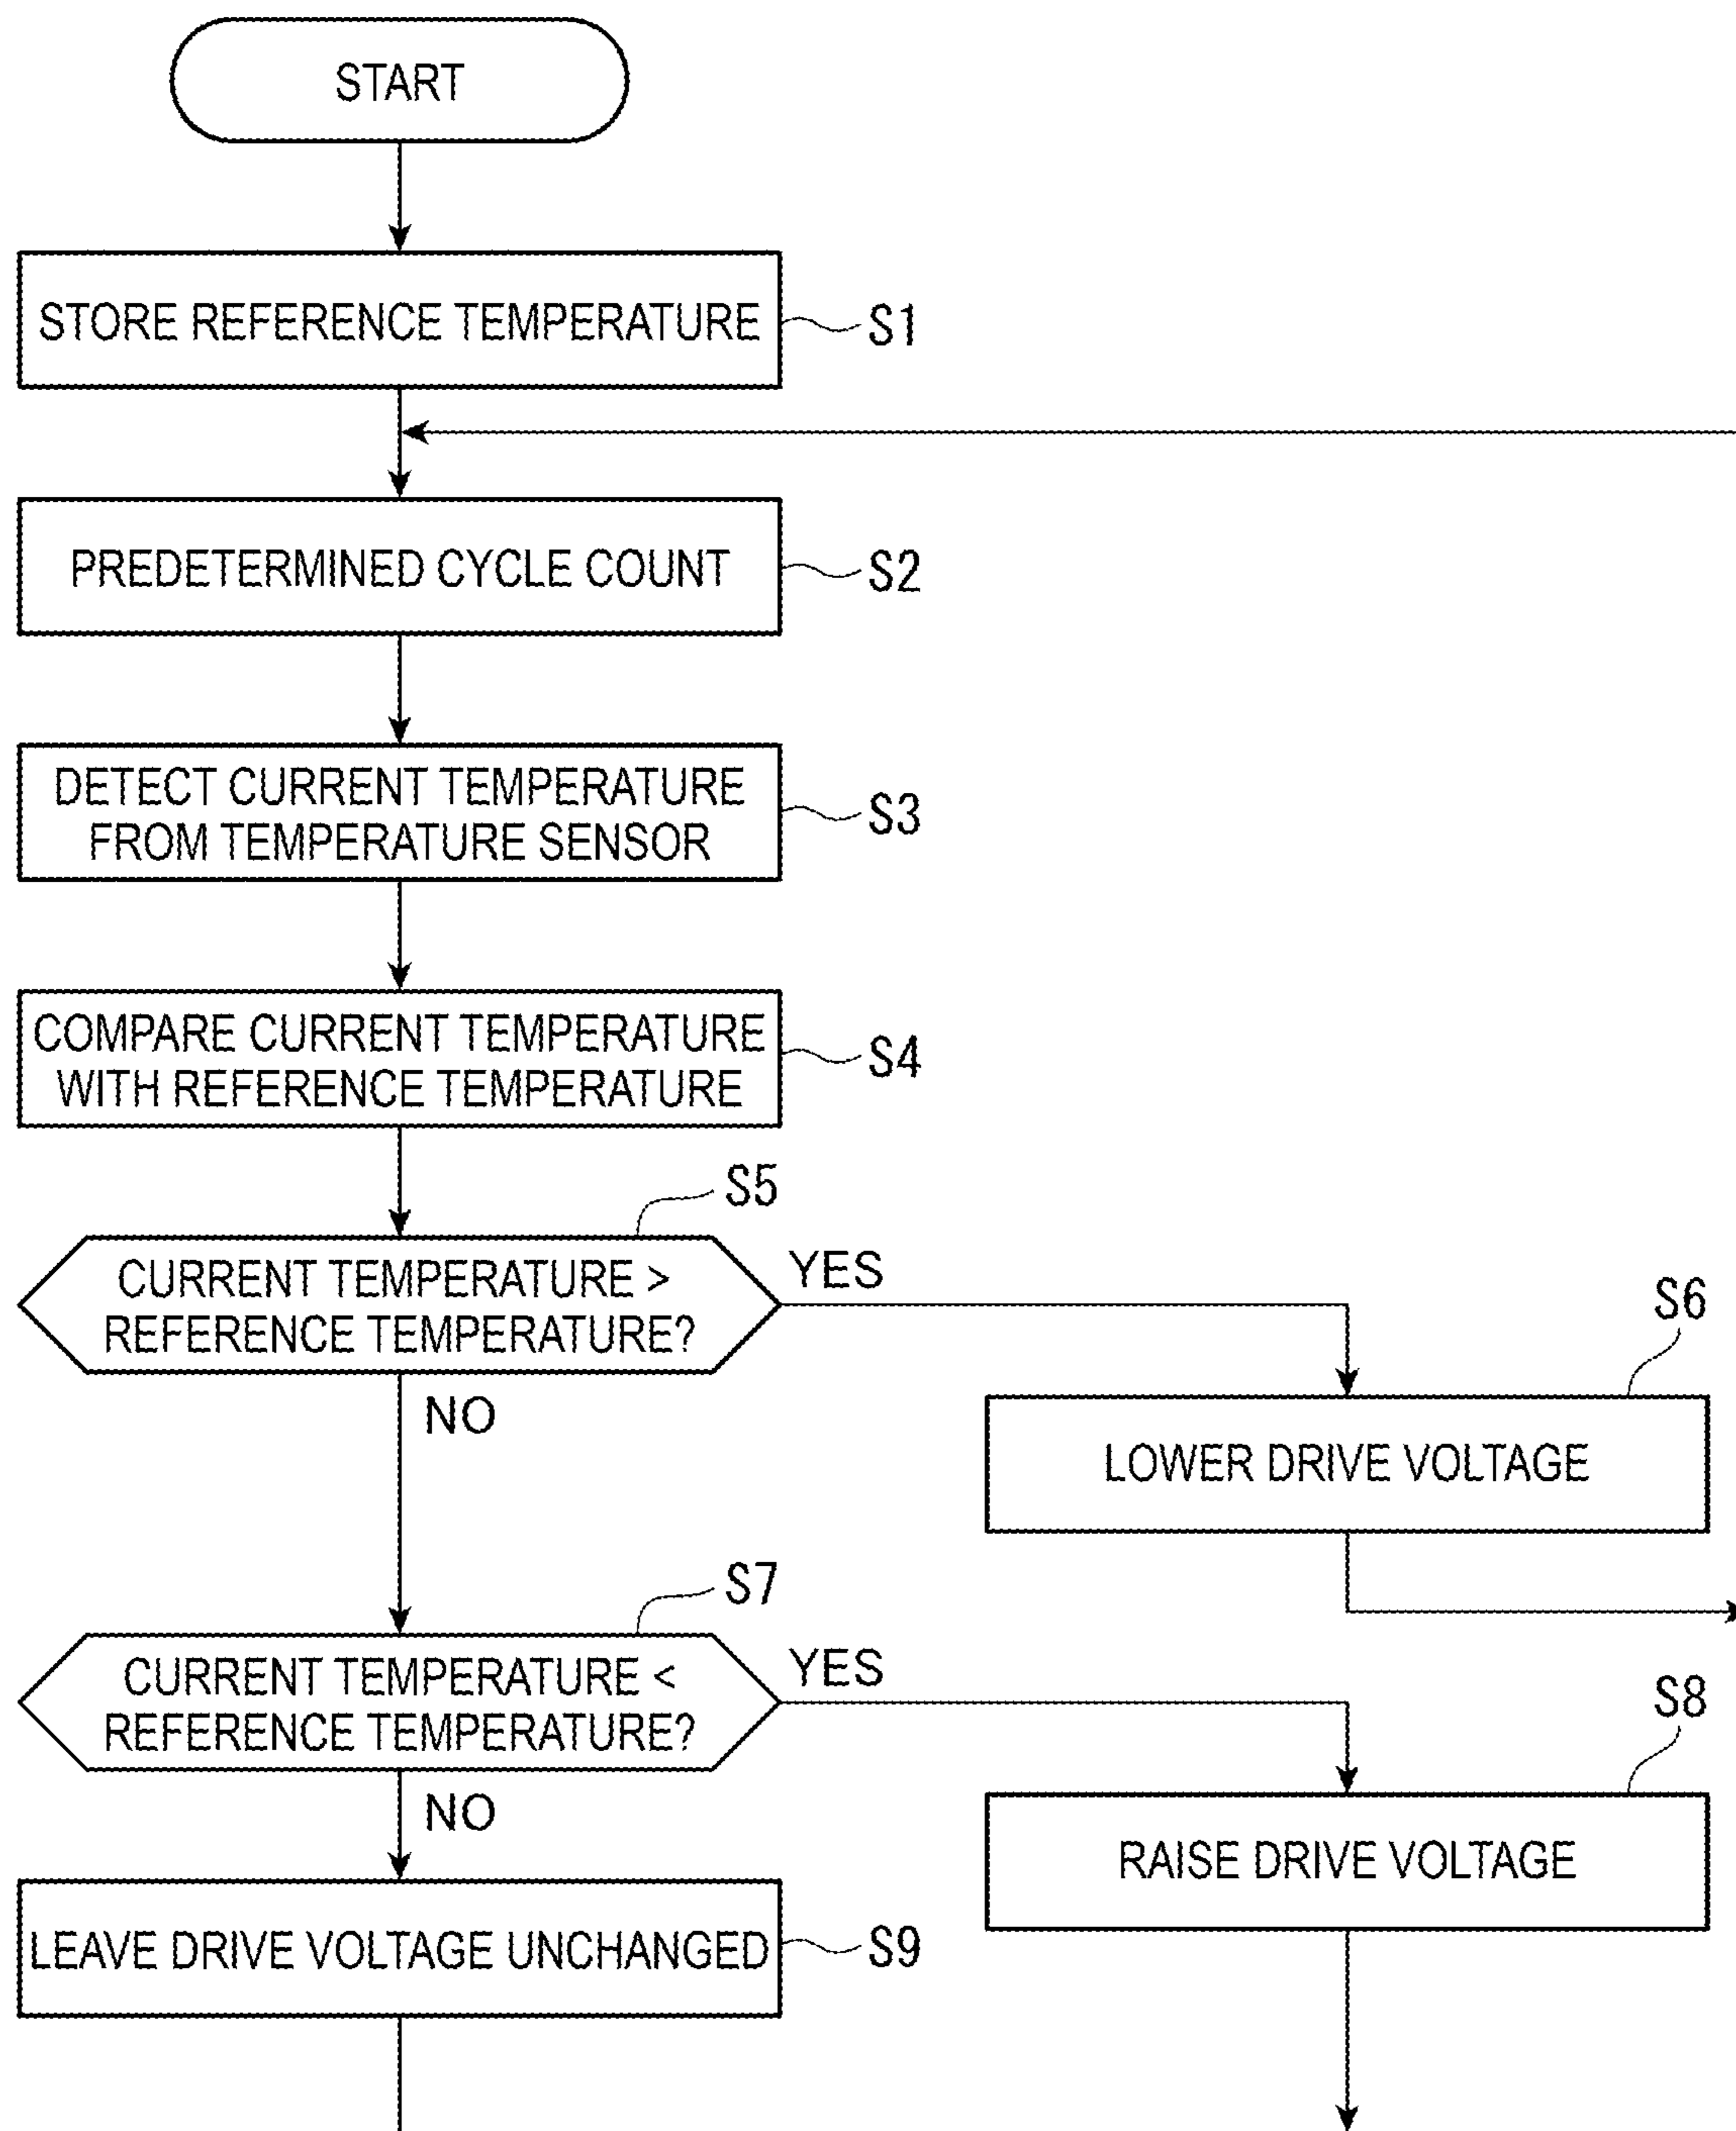 START
STORE REFERENCE TEMPERATURE
S1
PREDETERMINED CYCLE COUNT
S2
DETECT CURRENT TEMPERATURE
FROM TEMPERATURE SENSOR
S3
COMPARE CURRENT TEMPERATURE
WITH REFERENCE TEMPERATURE
S4
S5
CURRENT TEMPERATURE >
REFERENCE TEMPERATURE?
YES
NO
S6
LOWER DRIVE VOLTAGE
S7
CURRENT TEMPERATURE <
REFERENCE TEMPERATURE?
YES
NO
S8
RAISE DRIVE VOLTAGE
LEAVE DRIVE VOLTAGE UNCHANGED
S9